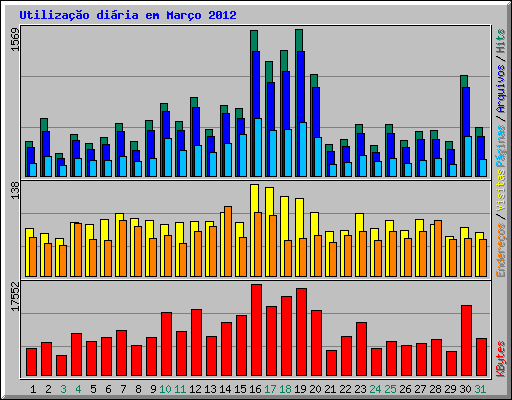 Utilização diária em Março 2012
1569
138
17552
Endereços / visitas Páginas / Arquivos / Hits
KBytes
1 2 3 4 5 6 7 8 9 10 11 12 13 14 15 16 17 18 19 20 21 22 23 24 25 26 27 28 29 30 31